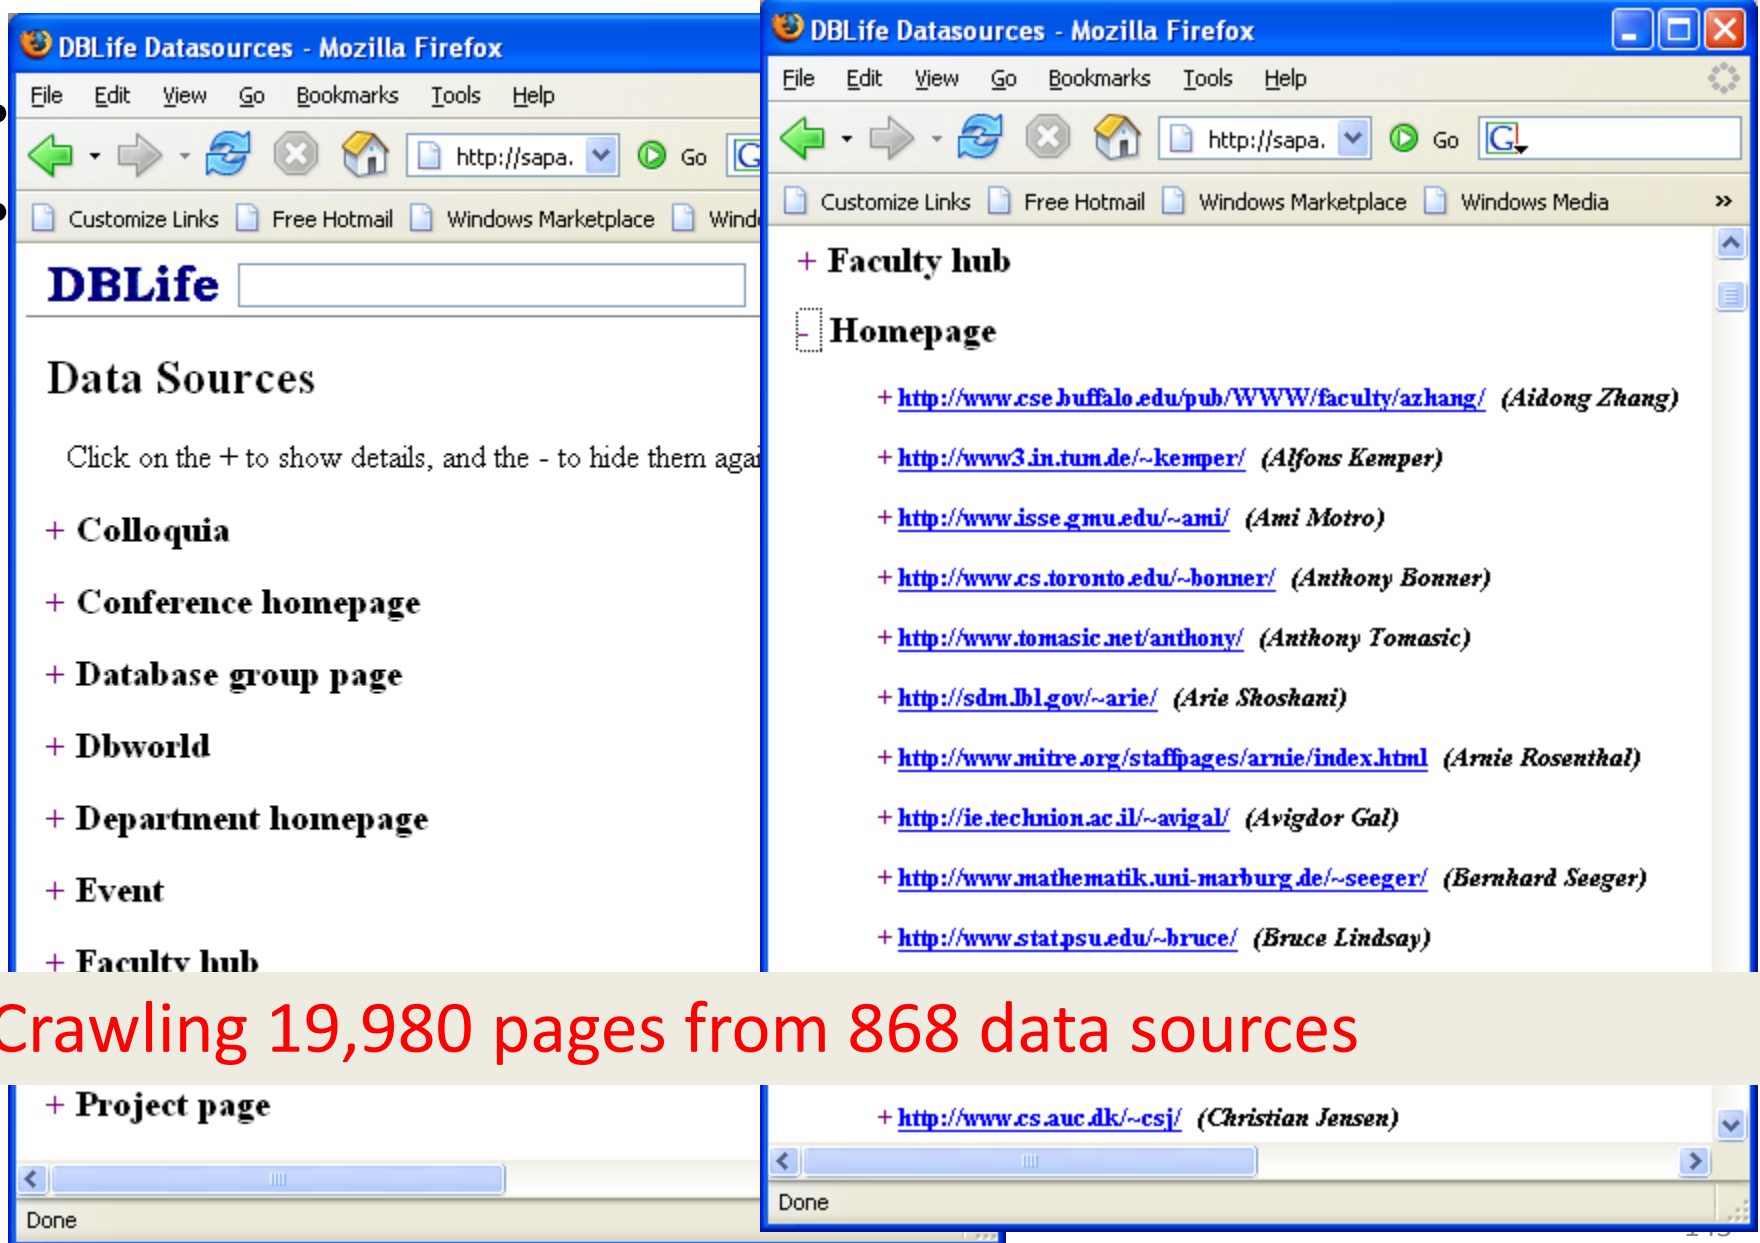 DBLife Datasources - Mozilla Firefox
File Edit View Go Bookmarks Tools Help
http://sapa. Go G
Customize Links Free Hotmail Windows Marketplace
DBLife
Data Sources
Click on the + to show details, and the - to hide them
+ Colloquia
+ Conference homepage
+ Database group page
+ Dbworld
+ Department homepage
+ Event
+ Faculty hub
+ Project page
Done
DBLife Datasources - Mozilla Firefox
File Edit View Go Bookmarks Tools Help
http://sapa. Go G
Customize Links Free Hotmail Windows Marketplace Windows Media »
+ Faculty hub
- Homepage
+ http://www.cse.buffalo.edu/pub/WWW/faculty/azhang/ (Aidong Zhang)
+ http://www3.in.tum.de/~kemper/ (Alfons Kemper)
+ http://www.isse.gmu.edu/~ami/ (Ami Motro)
+ http://www.cs.toronto.edu/~bonner/ (Anthony Bonner)
+ http://www.tomasic.net/anthony/ (Anthony Tomasic)
+ http://sdm.lbl.gov/~arie/ (Arie Shoshani)
+ http://www.mitre.org/staffpages/arnie/index.html (Arnie Rosenthal)
+ http://ie.technion.ac.il/~avigal/ (Avigdor Gal)
+ http://www.mathematik.uni-marburg.de/~seeger/ (Bernhard Seeger)
+ http://www.stat.psu.edu/~bruce/ (Bruce Lindsay)
+ http://www.cs.auc.dk/~csj/ (Christian Jensen)
Done
Crawling 19,980 pages from 868 data sources